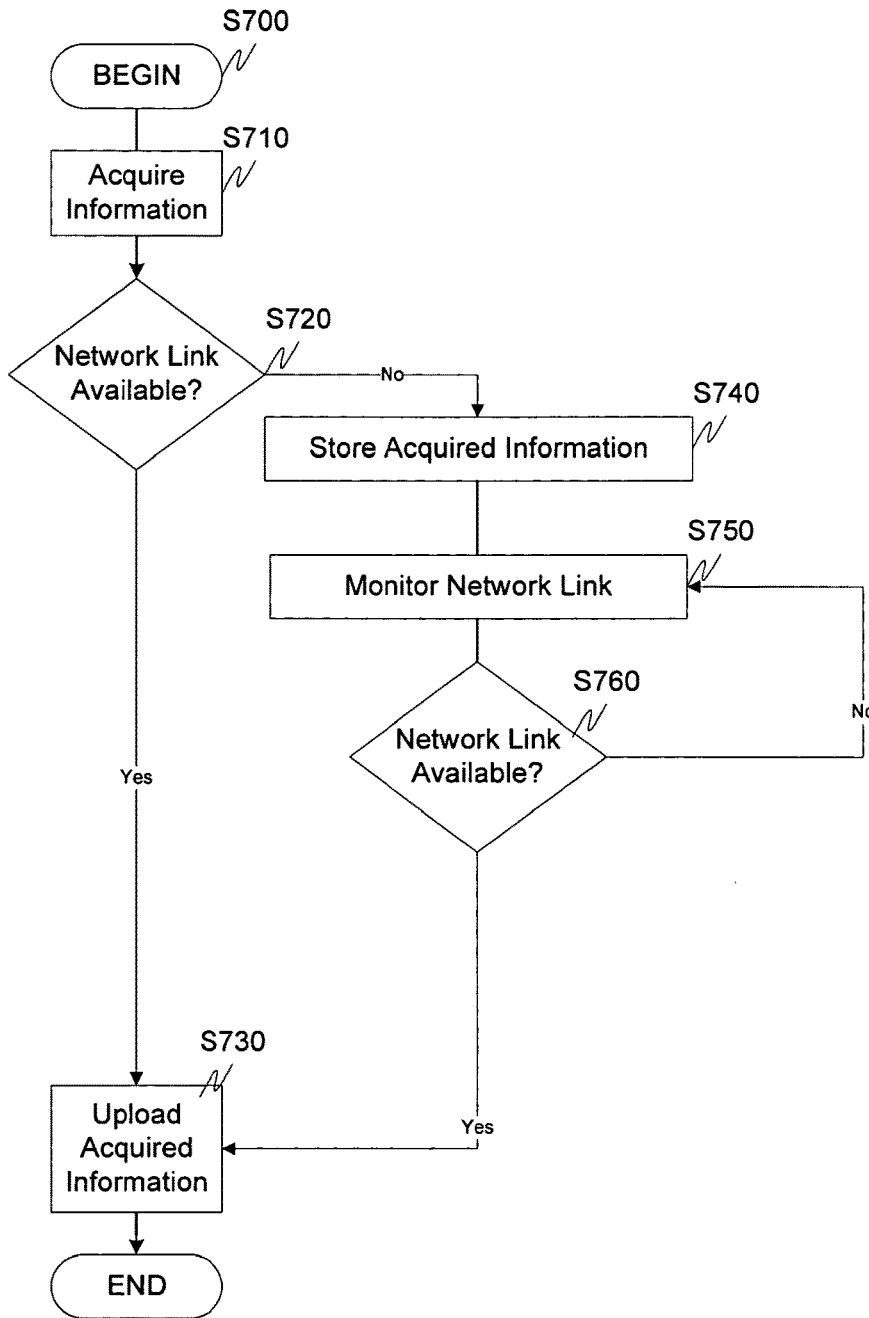 S700
BEGIN
S710
Acquire
Information
S720
Network Link
Available?
No
S740
Store Acquired Information
S750
Monitor Network Link
S760
Network Link
Available?
No
Yes
S730
Upload
Acquired
Information
Yes
END